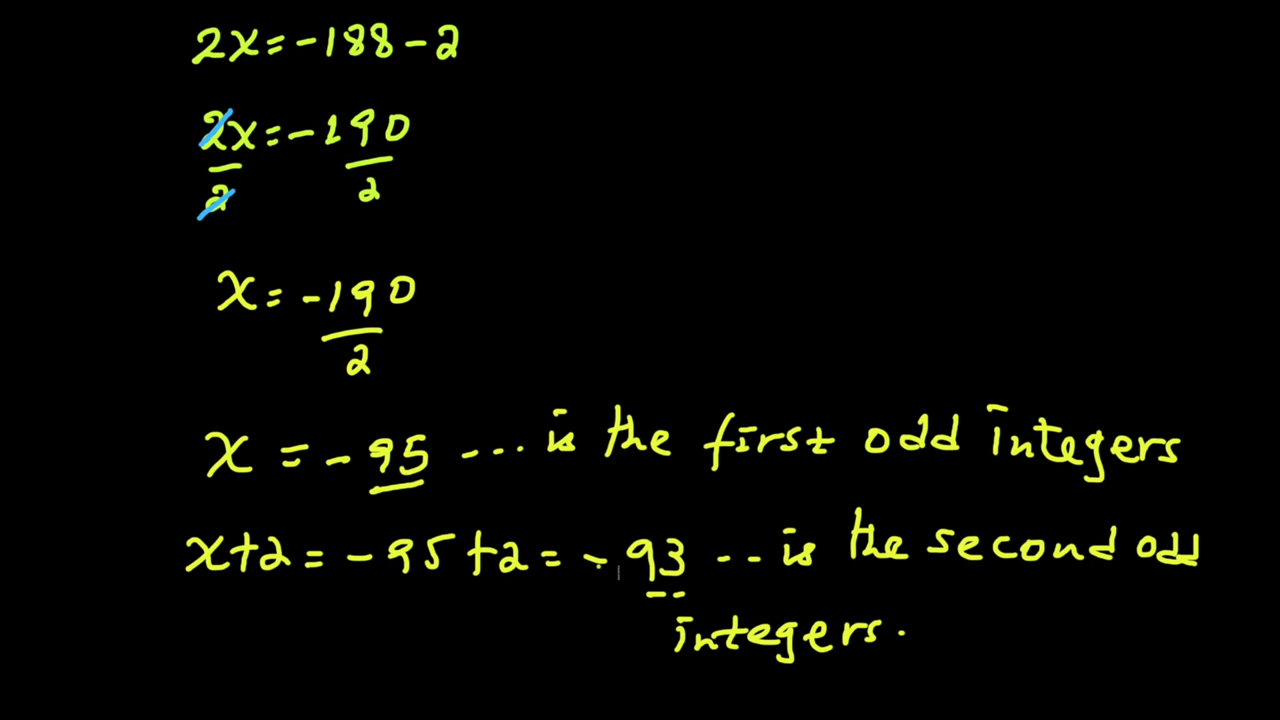 2x=-188-2
2x=-190
2 2
x=-190
2
x = -95 --... is the first odd integers
x+2=-95+2=-93 -- is the second odd
integers.